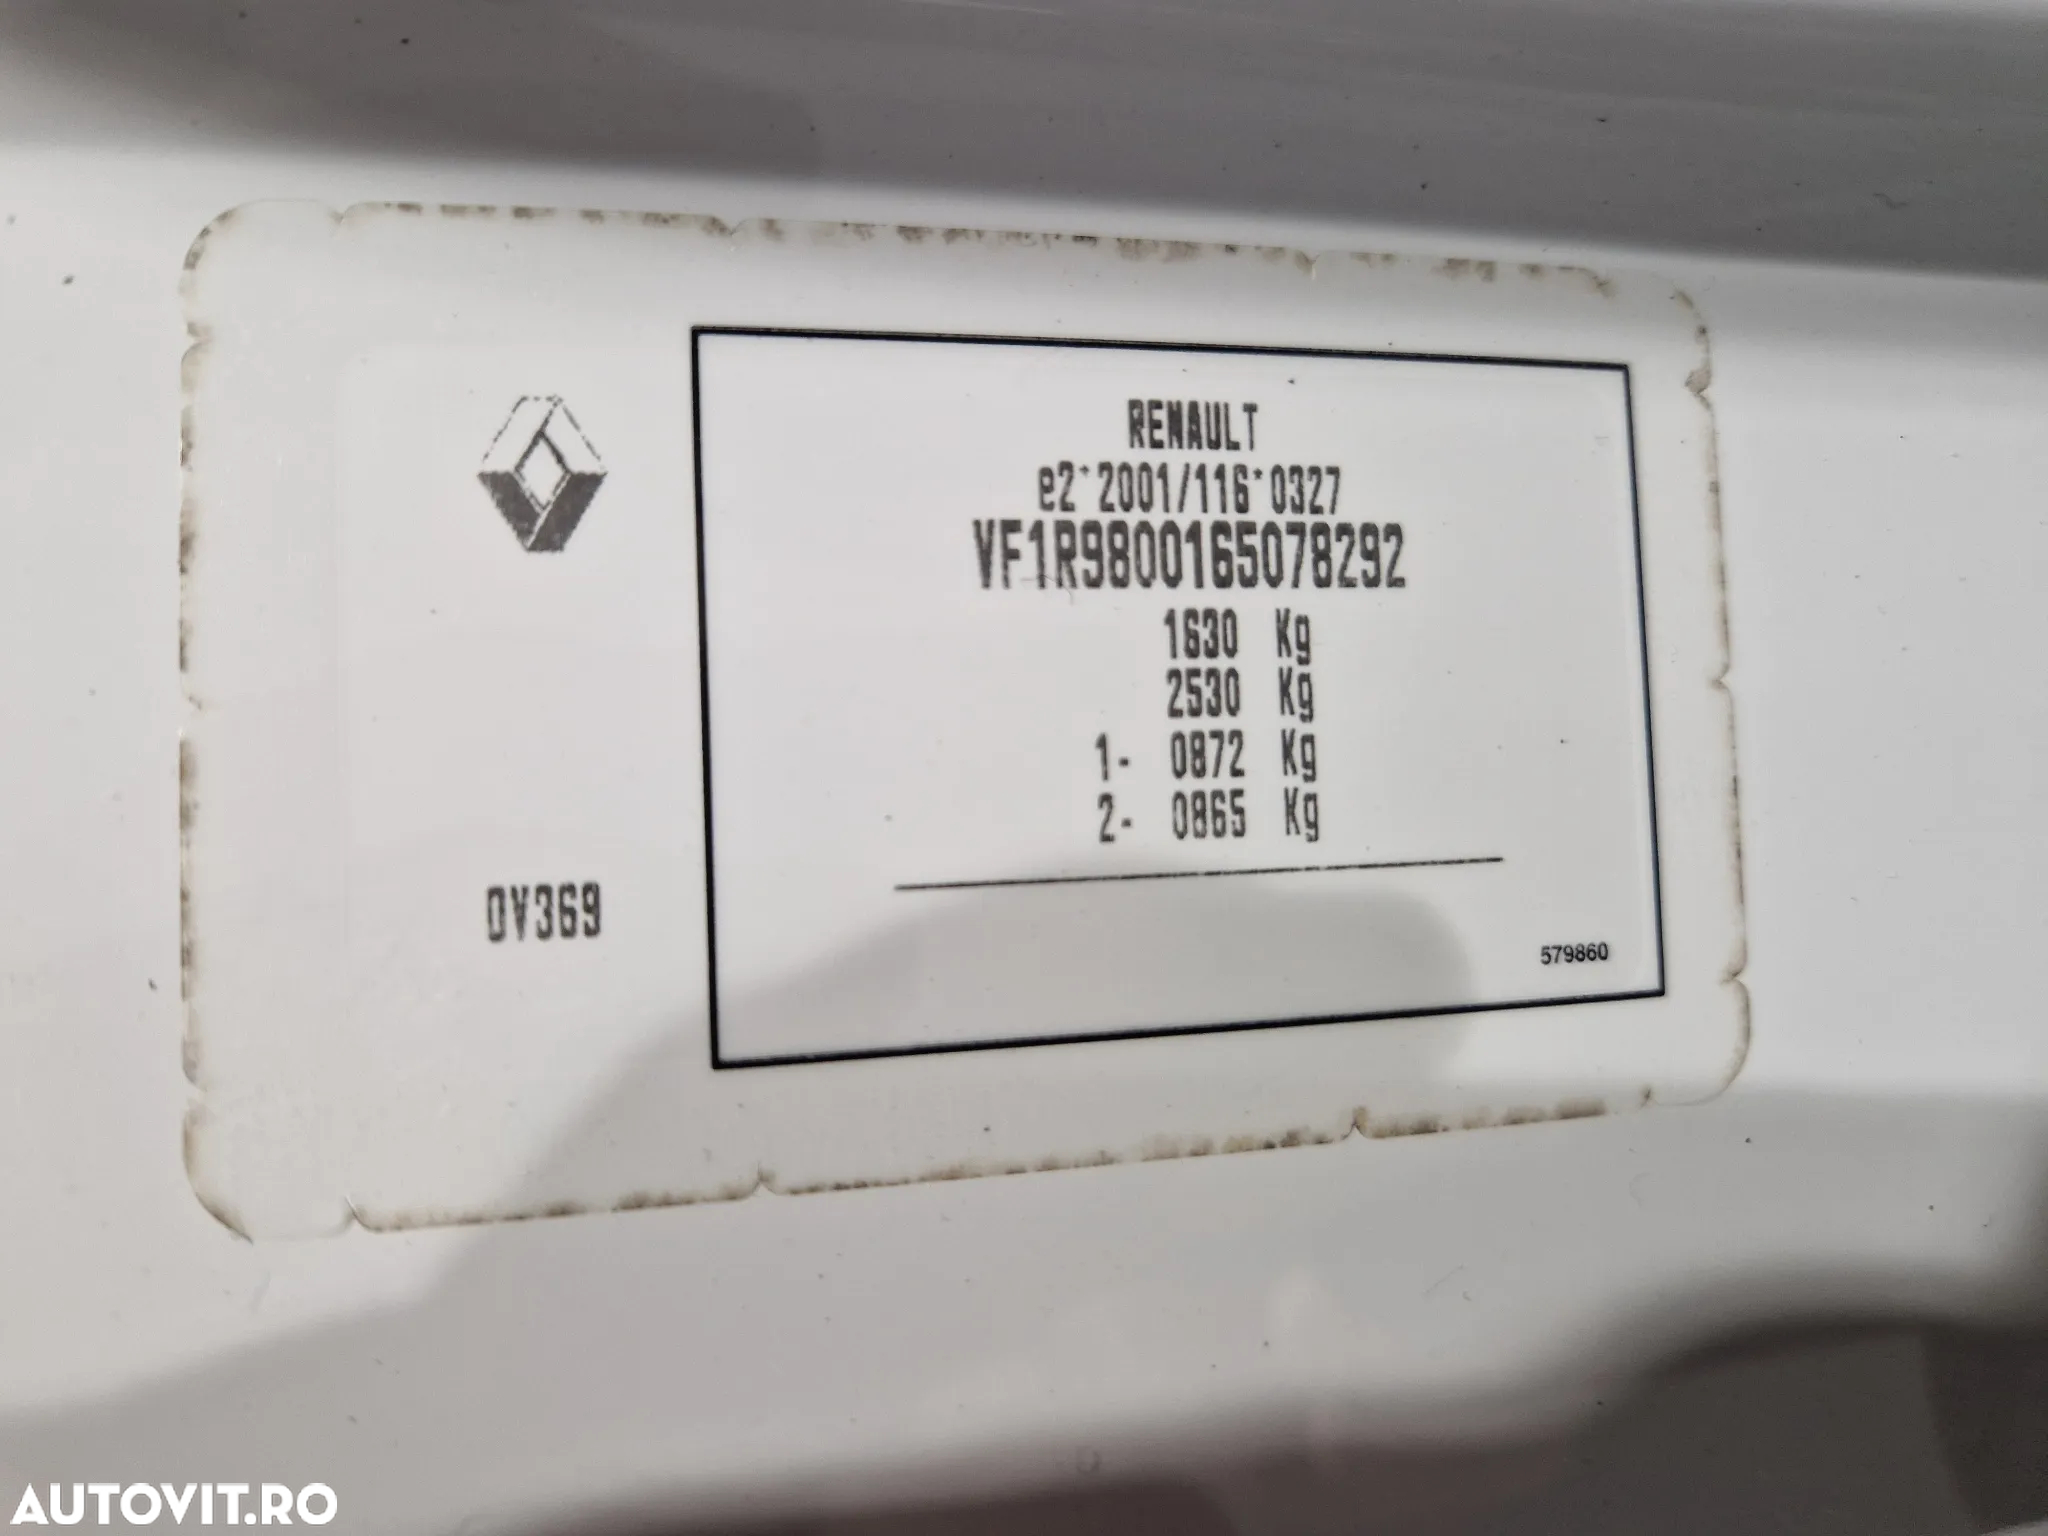 RENAULT
e2*2001/116*0327
VF1R9800165078292
1630 Kg
2530 Kg
1- 0872 Kg
2- 0865 Kg
0V369
579860
AUTOVIT.RO